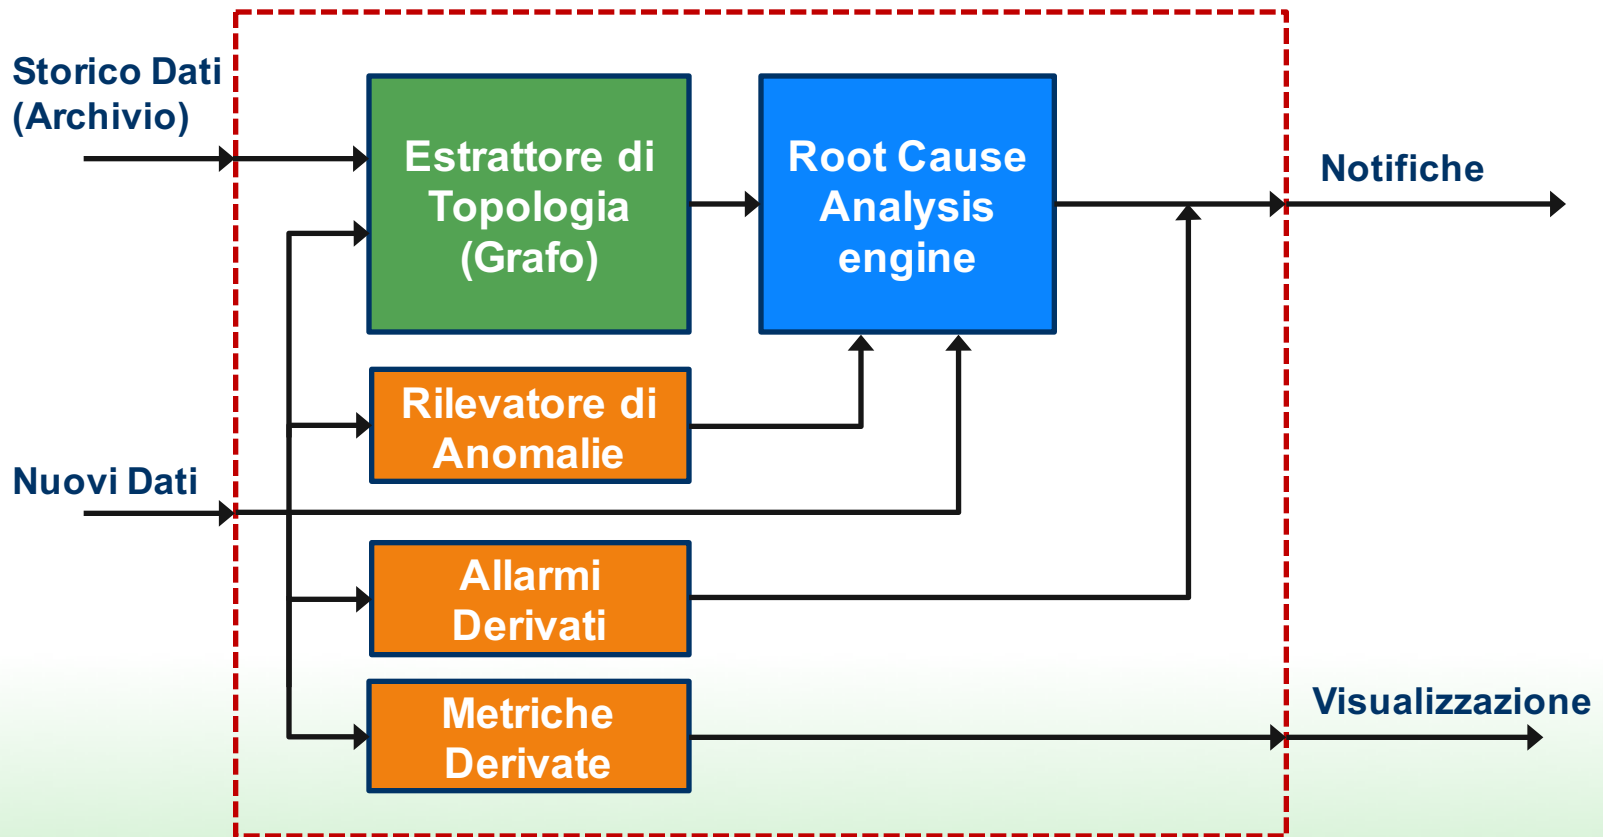 Storico Dati
(Archivio)
Estrattore di
Topologia
(Grafo)
Root Cause
Analysis
engine
Notifiche
Rilevatore di
Anomalie
Nuovi Dati
Allarmi
Derivati
Metriche
Derivate
Visualizzazione